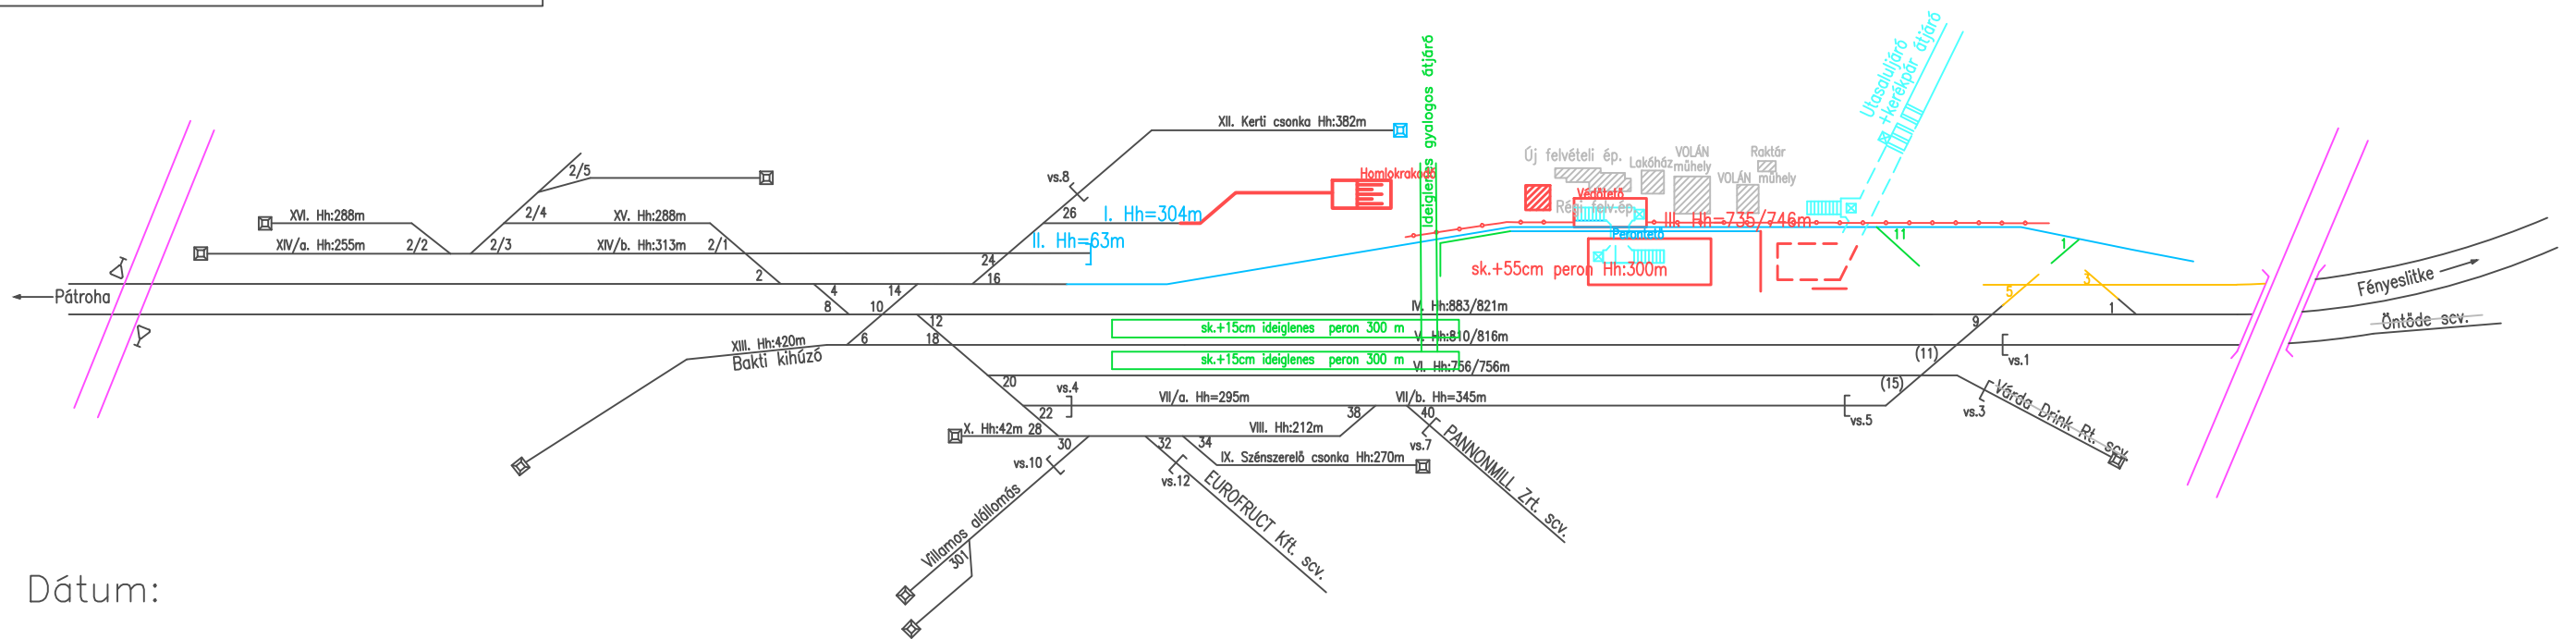 Utasaluljáró
+kerékpár átjáró
ideiglenes gyalogos átjáró
XII. Kerti csonka Hh:382m
Új felvételi ép.
Lakóház
VOLÁN
műhely
Raktár
VOLÁN műhely
Homlokrakodó
Védőtető
Régi felv.ép.
III. Hh=735/746m
Perontető
sk.+55cm peron Hh:300m
vs.8
26
I. Hh=304m
II. Hh=63m
2/5
2/4
XVI. Hh:288m
XV. Hh:288m
XIV/a. Hh:255m
2/2
2/3
XIV/b. Hh:313m
2/1
24
16
2
4
14
8
10
12
6
18
11
1
5
3
1
9
Pátroha
Fényeslitke
Öntöde scv.
IV. Hh:883/821m
sk.+15cm ideiglenes peron 300 m
V. Hh:810/816m
XIII. Hh:420m
Bakti kihúzó
sk.+15cm ideiglenes peron 300 m
VI. Hh:756/756m
(11)
vs.1
(15)
20
vs.4
VII/a. Hh=295m
VII/b. Hh=345m
22
38
40
vs.5
vs.3
Várda Drink Rt. scv.
X. Hh:42m 28
VIII. Hh:212m
30
32
34
vs.7
IX. Szénszerelő csonka Hh:270m
vs.10
vs.12
PANNONMILL Zrt. scv.
EUROFRUCT Kft. scv.
Villamos alállomás
301
Dátum: